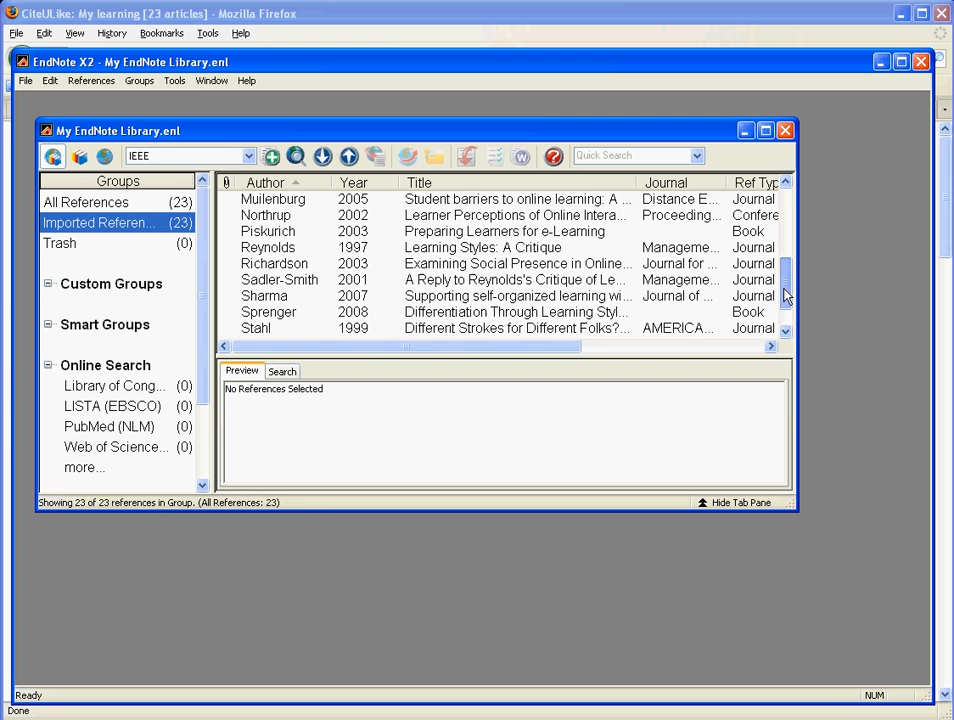 CiteULike: My learning [23 articles] - Mozilla Firefox
File Edit View History Bookmarks Tools Help
EndNote X2 - My EndNote Library.enl
File Edit References Groups Tools Window Help
My EndNote Library.enl
IEEE
Quick Search
Groups
All References (23)
Imported Referen... (23)
Trash (0)
Custom Groups
Smart Groups
Online Search
Library of Cong... (0)
LISTA (EBSCO) (0)
PubMed (NLM) (0)
Web of Science... (0)
more...
Author Year Title Journal Ref Typ
Muilenburg 2005 Student barriers to online learning: A ... Distance E... Journal
Northrup 2002 Learner Perceptions of Online Intera... Proceeding... Confere
Piskurich 2003 Preparing Learners for e-Learning Book
Reynolds 1997 Learning Styles: A Critique Manageme... Journal
Richardson 2003 Examining Social Presence in Online... Journal for ... Journal
Sadler-Smith 2001 A Reply to Reynolds's Critique of Le... Manageme... Journal
Sharma 2007 Supporting self-organized learning wi... Journal of ... Journal
Sprenger 2008 Differentiation Through Learning Styl... Book
Stahl 1999 Different Strokes for Different Folks?... AMERICA... Journal
Preview Search
No References Selected
Showing 23 of 23 references in Group. (All References: 23)
Hide Tab Pane
Ready NUM
Done